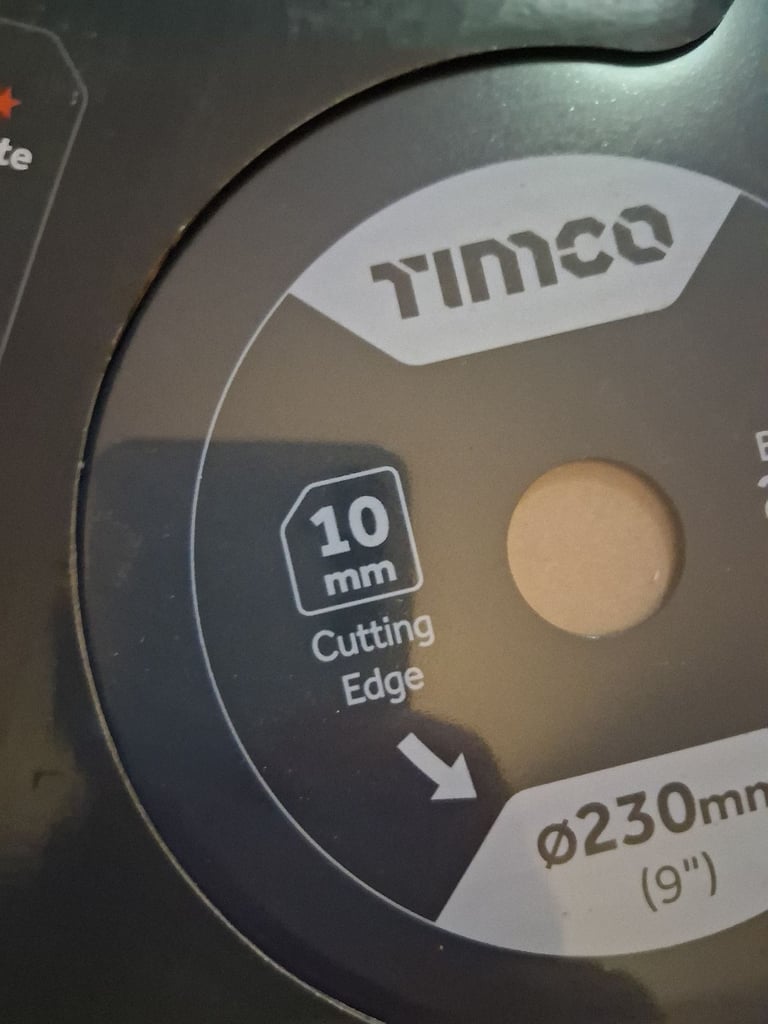 TIMCO
10
mm
Cutting
Edge
ø230mm
(9")